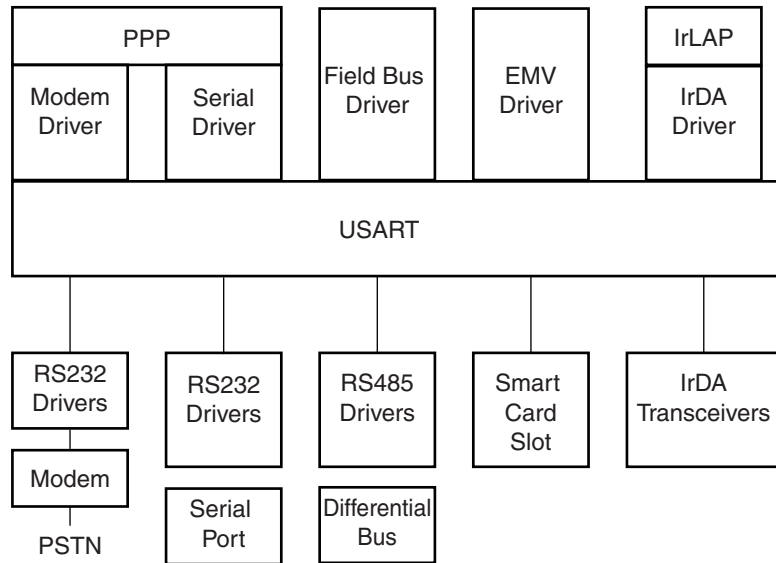 PPP
IrLAP
Modem
Driver
Serial
Driver
Field Bus
Driver
EMV
Driver
IrDA
Driver
USART
RS232
Drivers
RS232
Drivers
RS485
Drivers
Smart
Card
Slot
IrDA
Transceivers
Modem
Serial
Port
Differential
Bus
PSTN